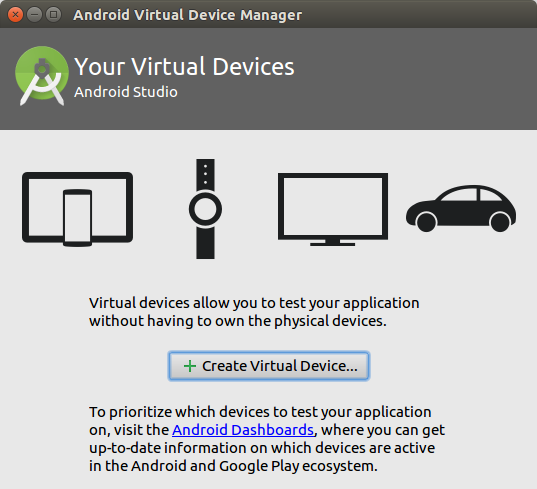 Android Virtual Device Manager
Your Virtual Devices
Android Studio
Virtual devices allow you to test your application
without having to own the physical devices.
Create Virtual Device...
To prioritize which devices to test your application
on, visit the Android Dashboards, where you can get
up-to-date information on which devices are active
in the Android and Google Play ecosystem.